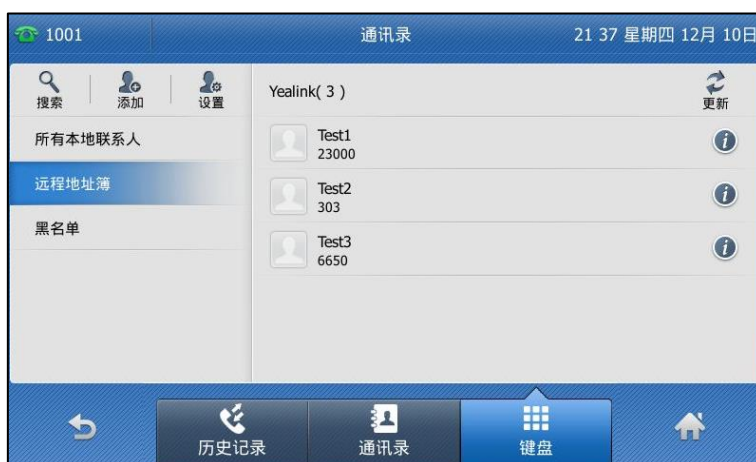 1001
通讯录
21 37 星期四 12月 10日
搜索
添加
设置
Yealink( 3 )
更新
所有本地联系人
Test1
23000
远程地址簿
Test2
303
黑名单
Test3
6650
历史记录
通讯录
键盘